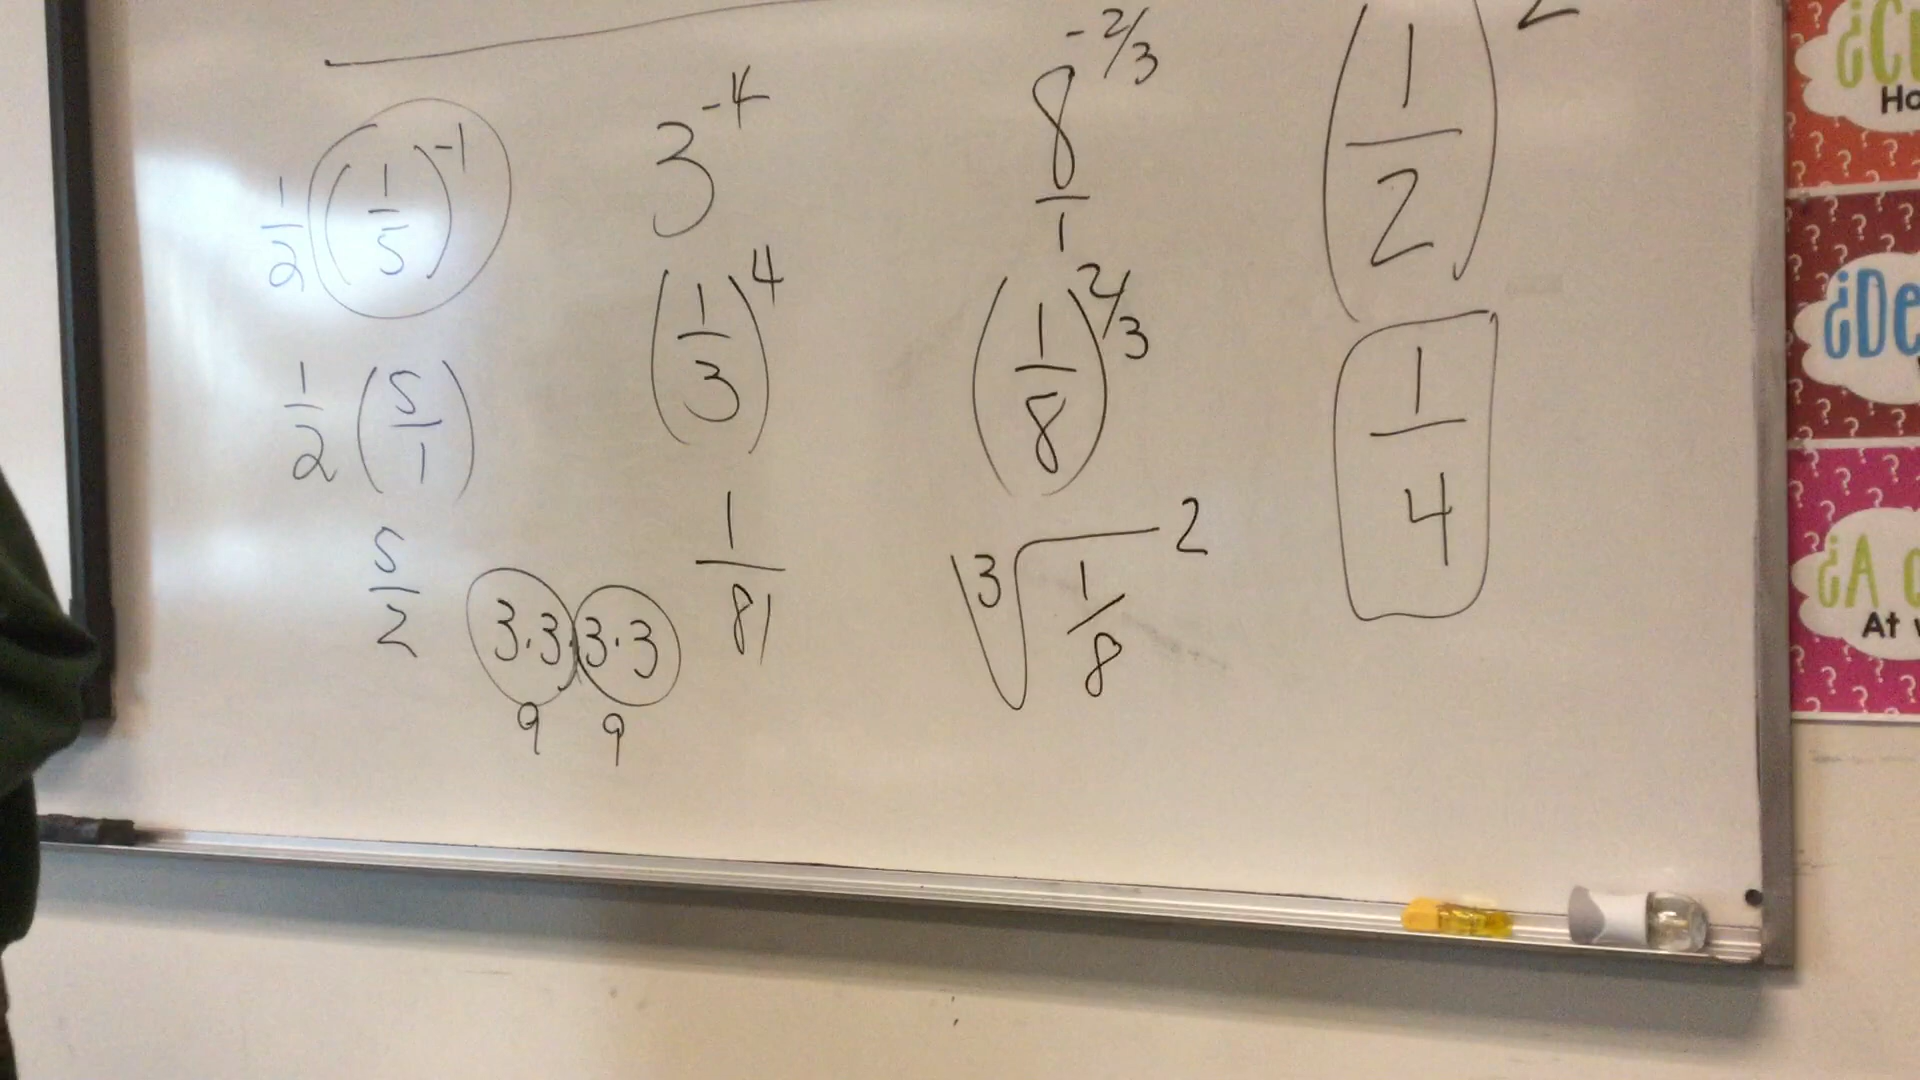 1/2 (1/5)^-1
1/2 (5/1)
5/2
3^-4
(1/3)^4
1/81
3·3·3·3
9 9
8^-2/3
1
(1/8)^2/3
3√1/8 ^2
(1/2)^2
1/4
¿C
Ho
¿De
¿A
At